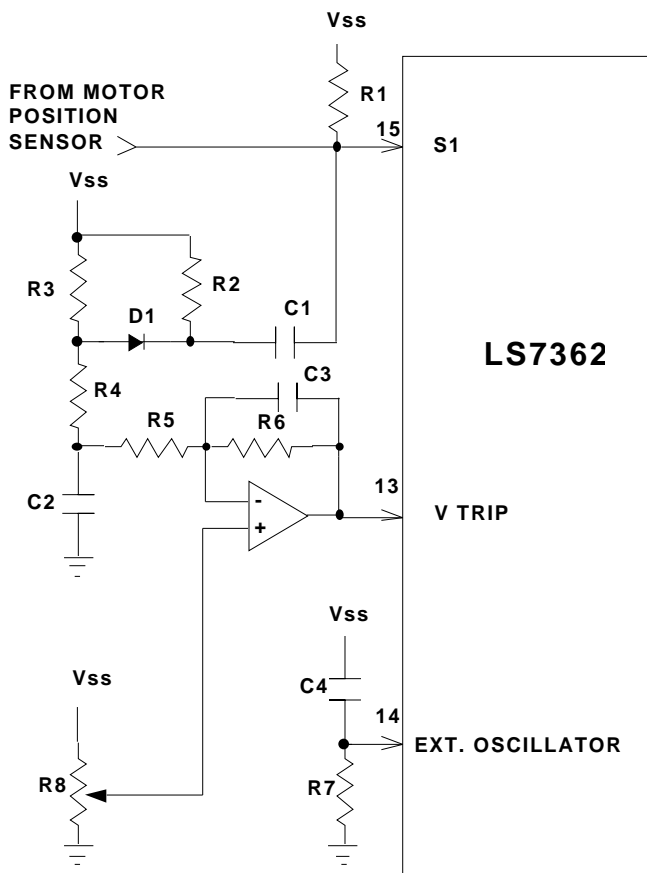 Vss
R1
FROM MOTOR
POSITION
SENSOR
15
S1
Vss
R3
R2
D1
C1
LS7362
C3
R4
R5
R6
C2
-
+
13
V TRIP
Vss
C4
Vss
14
EXT. OSCILLATOR
R8
R7